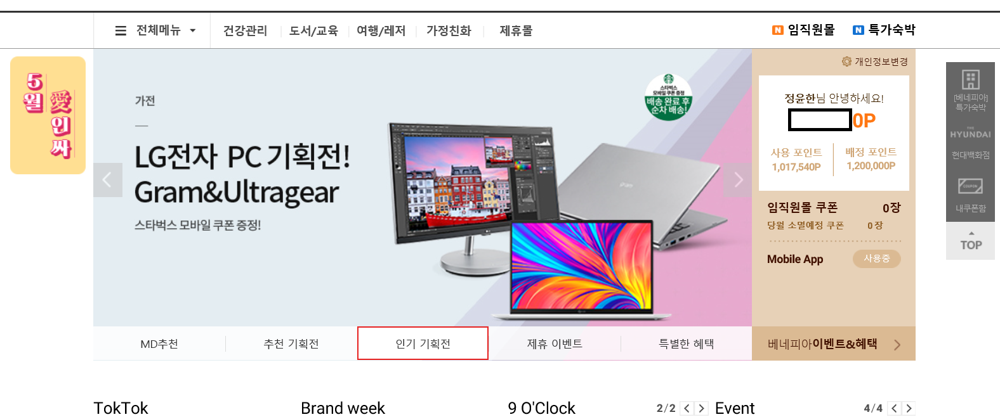 전체메뉴
건강관리
도서/교육
여행/레저
가정친화
제휴몰
N 임직원몰
N 특가숙박
5월
愛인싸
가전
LG전자 PC 기획전!
Gram&Ultragear
스타벅스 모바일 쿠폰 증정!
스타벅스
모바일 쿠폰 증정
배송 완료 후
순차 배송!
개인정보변경
정윤한님 안녕하세요!
0P
사용 포인트
1,017,540P
배정 포인트
1,200,000P
임직원몰 쿠폰 0장
당월 소멸예정 쿠폰 0 장
Mobile App 사용중
[베네피아]
특가숙박
THE
HYUNDAI
현대백화점
COUPON
내쿠폰함
TOP
MD추천
추천 기획전
인기 기획전
제휴 이벤트
특별한 혜택
베네피아이벤트&혜택
TokTok
Brand week
9 O'Clock 2/2
Event 4/4